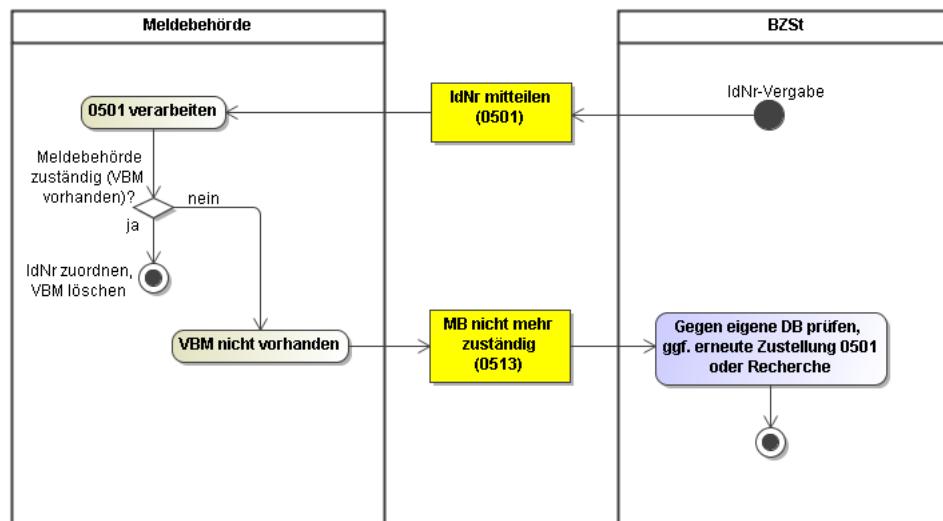 Meldebehörde
BZSt
0501 verarbeiten
IdNr mitteilen
(0501)
IdNr-Vergabe
Meldebehörde
zuständig (VBM
vorhanden)?
nein
ja
IdNr zuordnen,
VBM löschen
VBM nicht vorhanden
MB nicht mehr
zuständig
(0513)
Gegen eigene DB prüfen,
ggf. erneute Zustellung 0501
oder Recherche